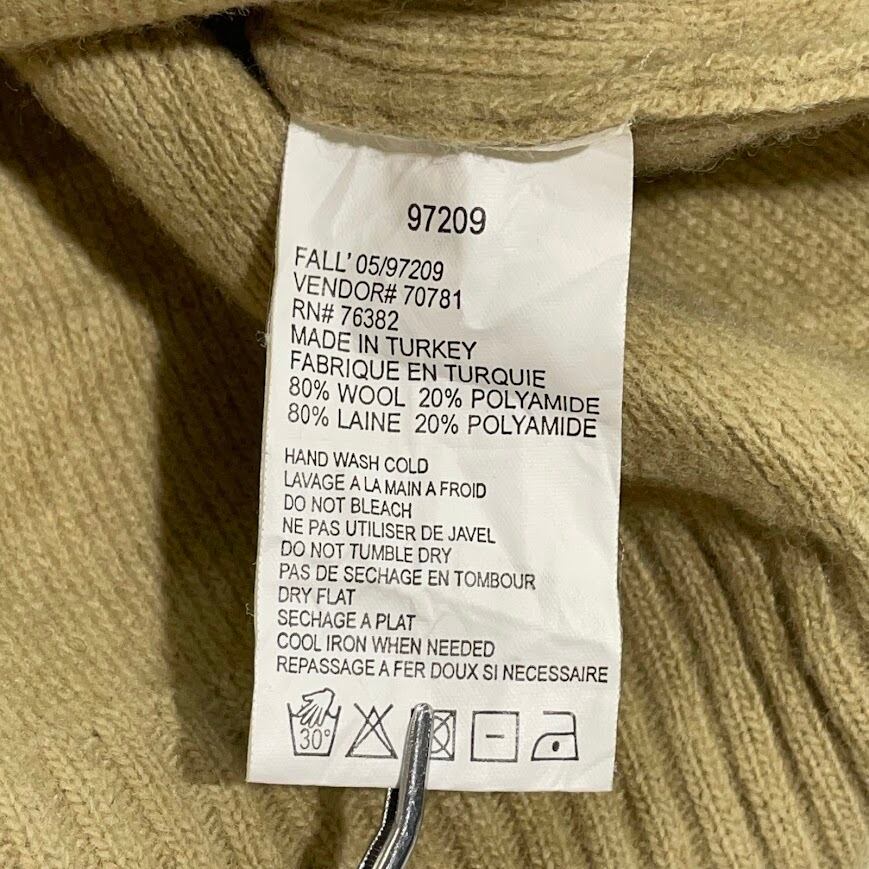 97209
FALL' 05/97209
VENDOR# 70781
RN# 76382
MADE IN TURKEY
FABRIQUE EN TURQUIE
80% WOOL 20% POLYAMIDE
80% LAINE 20% POLYAMIDE
HAND WASH COLD
LAVAGE A LA MAIN A FROID
DO NOT BLEACH
NE PAS UTILISER DE JAVEL
DO NOT TUMBLE DRY
PAS DE SECHAGE EN TOMBOUR
DRY FLAT
SECHAGE A PLAT
COOL IRON WHEN NEEDED
REPASSAGE A FER DOUX SI NECESSAIRE
30°